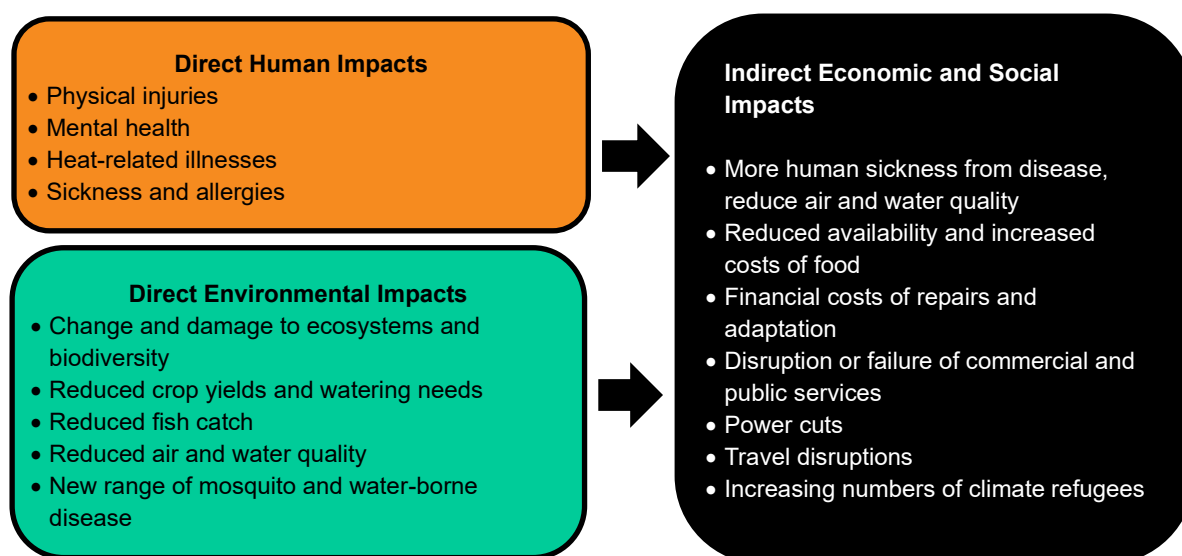 Direct Human Impacts
• Physical injuries
• Mental health
• Heat-related illnesses
• Sickness and allergies
Direct Environmental Impacts
• Change and damage to ecosystems and
biodiversity
• Reduced crop yields and watering needs
• Reduced fish catch
• Reduced air and water quality
• New range of mosquito and water-borne
disease
Indirect Economic and Social
Impacts
• More human sickness from disease,
reduce air and water quality
• Reduced availability and increased
costs of food
• Financial costs of repairs and
adaptation
• Disruption or failure of commercial and
public services
• Power cuts
• Travel disruptions
• Increasing numbers of climate refugees